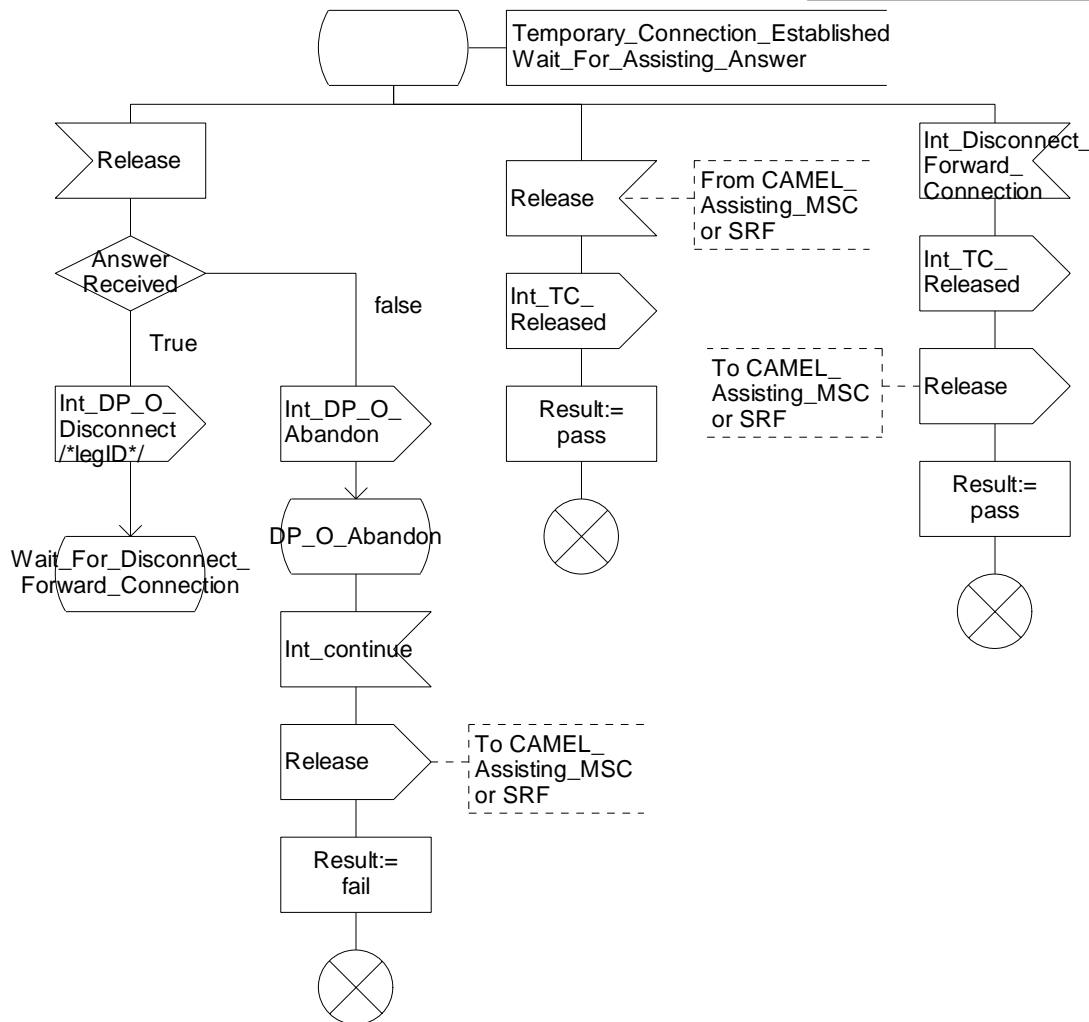 Temporary_Connection_Established
Wait_For_Assisting_Answer
Release
Answer
Received
True
false
Int_DP_O_
Disconnect
/*legID*/
Wait_For_Disconnect_
Forward_Connection
Int_DP_O_
Abandon
DP_O_Abandon
Int_continue
Release
To CAMEL_
Assisting_MSC
or SRF
Result:=
fail
Release
From CAMEL_
Assisting_MSC
or SRF
Int_TC_
Released
Result:=
pass
Int_Disconnect_
Forward_
Connection
Int_TC_
Released
To CAMEL_
Assisting_MSC
or SRF
Release
Result:=
pass